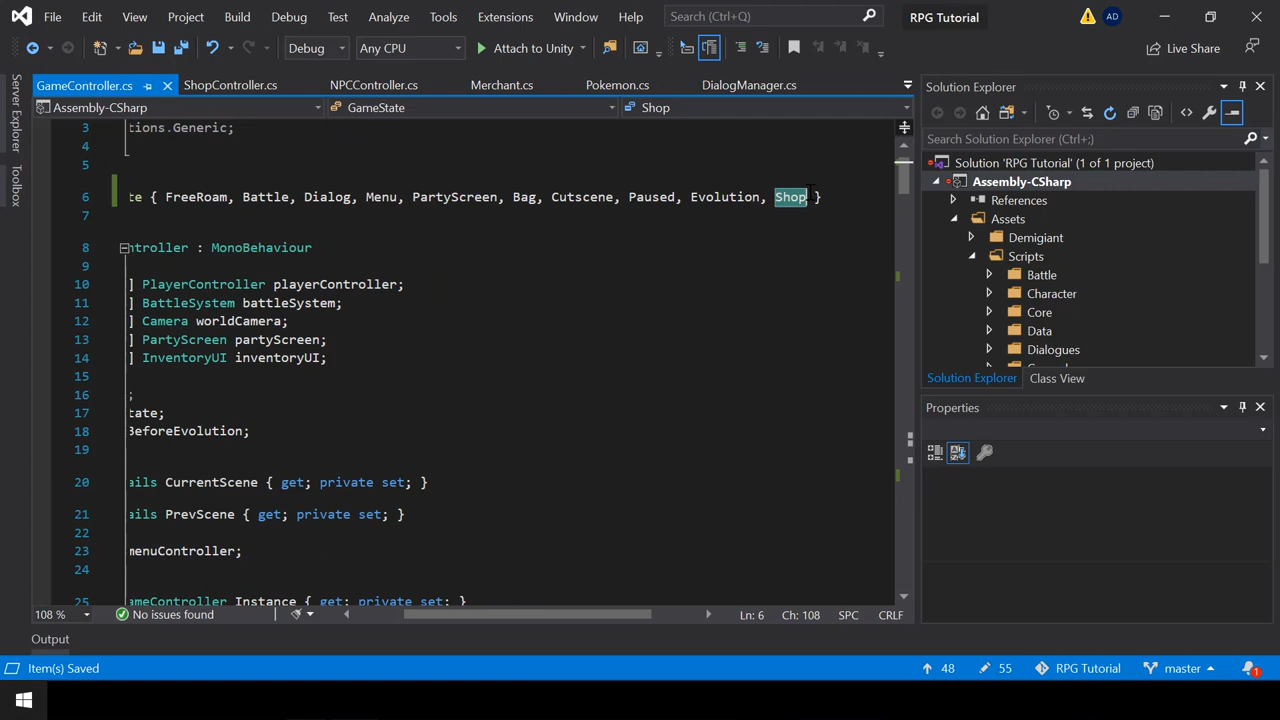 File Edit View Project Build Debug Test Analyze Tools Extensions Window Help Search (Ctrl+Q) RPG Tutorial AD
Debug Any CPU Attach to Unity Live Share
Server Explorer
Toolbox
GameController.cs ShopController.cs NPCController.cs Merchant.cs Pokemon.cs DialogManager.cs
Assembly-CSharp GameState Shop
3 tions.Generic;
4
5
6 te { FreeRoam, Battle, Dialog, Menu, PartyScreen, Bag, Cutscene, Paused, Evolution, Shop }
7
8 ontroller : MonoBehaviour
9
10 ] PlayerController playerController;
11 ] BattleSystem battleSystem;
12 ] Camera worldCamera;
13 ] PartyScreen partyScreen;
14 ] InventoryUI inventoryUI;
15
16 ;
17 tate;
18 BeforeEvolution;
19
20 ails CurrentScene { get; private set; }
21 ails PrevScene { get; private set; }
22
23 menuController;
24
25 ameController Instance { get; private set; }
108 % No issues found Ln: 6 Ch: 108 SPC CRLF
Solution Explorer
Search Solution Explorer (Ctrl+;)
Solution 'RPG Tutorial' (1 of 1 project)
Assembly-CSharp
References
Assets
Demigiant
Scripts
Battle
Character
Core
Data
Dialogues
Solution Explorer Class View
Properties
Output
Item(s) Saved 48 55 RPG Tutorial master 1